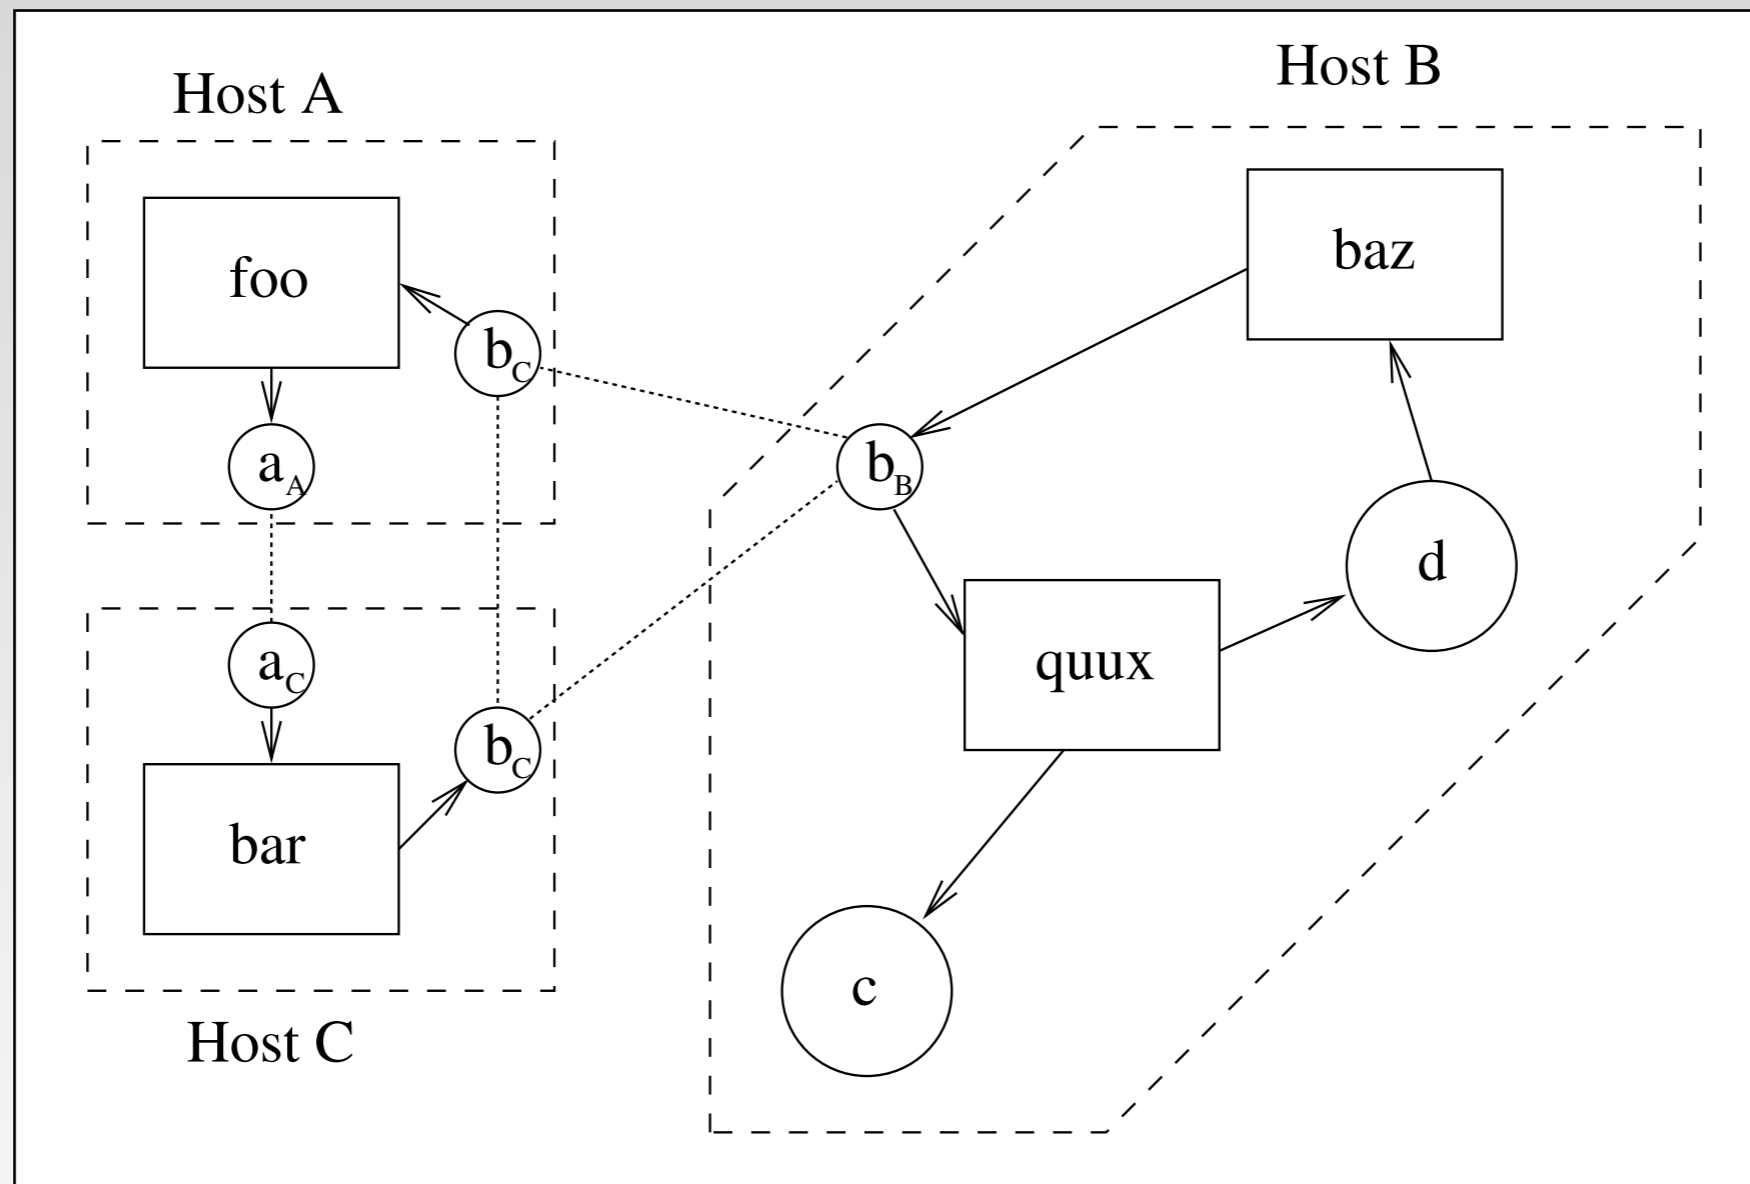 Host A
Host B
foo
baz
b_C
a_A
b_B
d
a_C
quux
b_C
bar
c
Host C